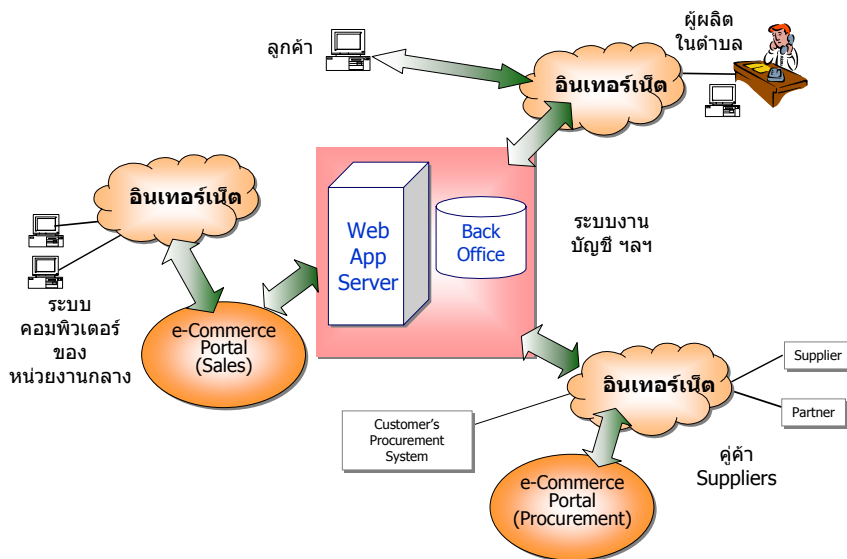 ลูกค้า
ผู้ผลิต
ในตำบล
อินเทอร์เน็ต
อินเทอร์เน็ต
Web
App
Server
Back
Office
ระบบงาน
บัญชี ฯลฯ
ระบบ
คอมพิวเตอร์
ของ
หน่วยงานกลาง
e-Commerce
Portal
(Sales)
อินเทอร์เน็ต
Supplier
Partner
Customer's
Procurement
System
คู่ค้า
Suppliers
e-Commerce
Portal
(Procurement)